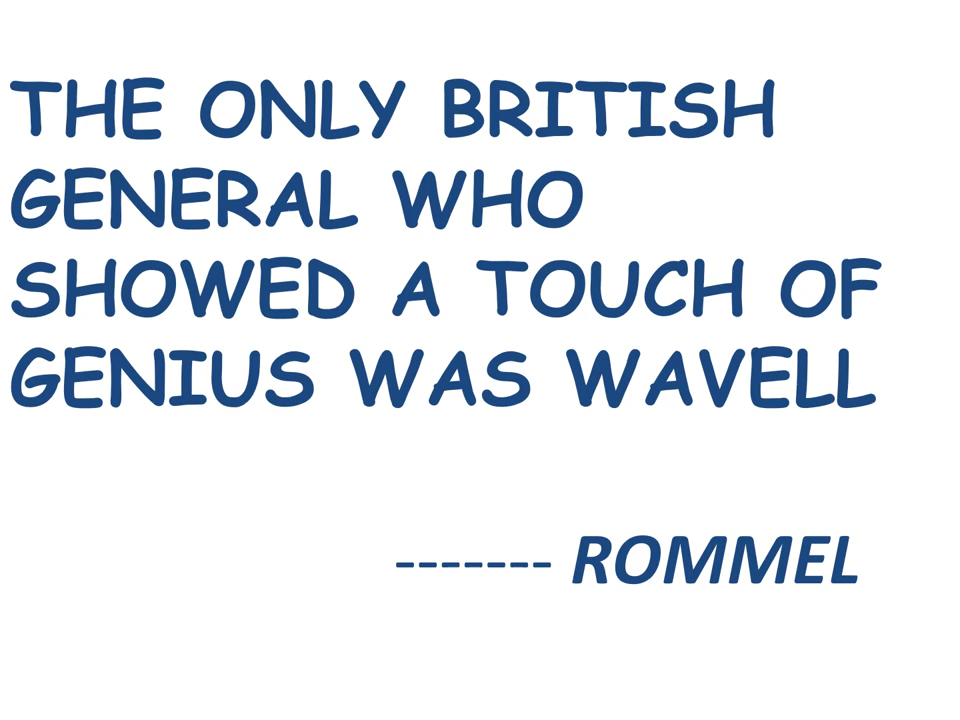 THE ONLY BRITISH
GENERAL WHO
SHOWED A TOUCH OF
GENIUS WAS WAVELL
------- ROMMEL